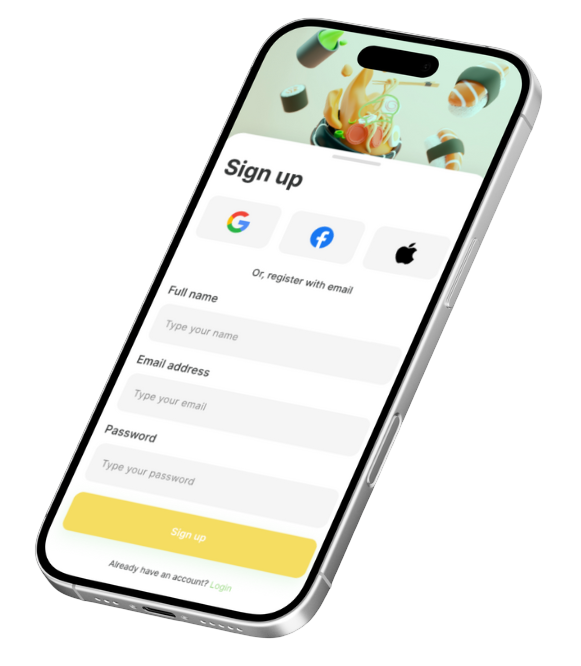 Sign up
Or, register with email
Full name
Type your name
Email address
Type your email
Password
Type your password
Sign up
Already have an account? Login